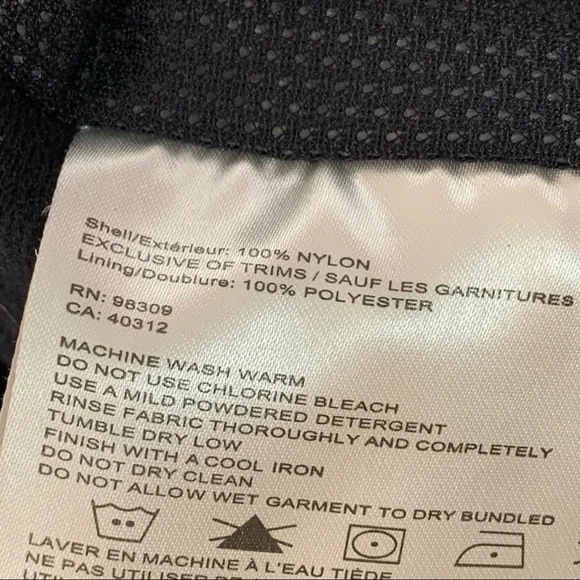 Shell/Extérieur: 100% NYLON
EXCLUSIVE OF TRIMS / SAUF LES GARNITURES
Lining/Doublure: 100% POLYESTER
RN: 98309
CA: 40312
MACHINE WASH WARM
DO NOT USE CHLORINE BLEACH
USE A MILD POWDERED DETERGENT
RINSE FABRIC THOROUGHLY AND COMPLETELY
TUMBLE DRY LOW
FINISH WITH A COOL IRON
DO NOT DRY CLEAN
DO NOT ALLOW WET GARMENT TO DRY BUNDLED
LAVER EN MACHINE À L'EAU TIÈDE
NE PAS UTILISER DE